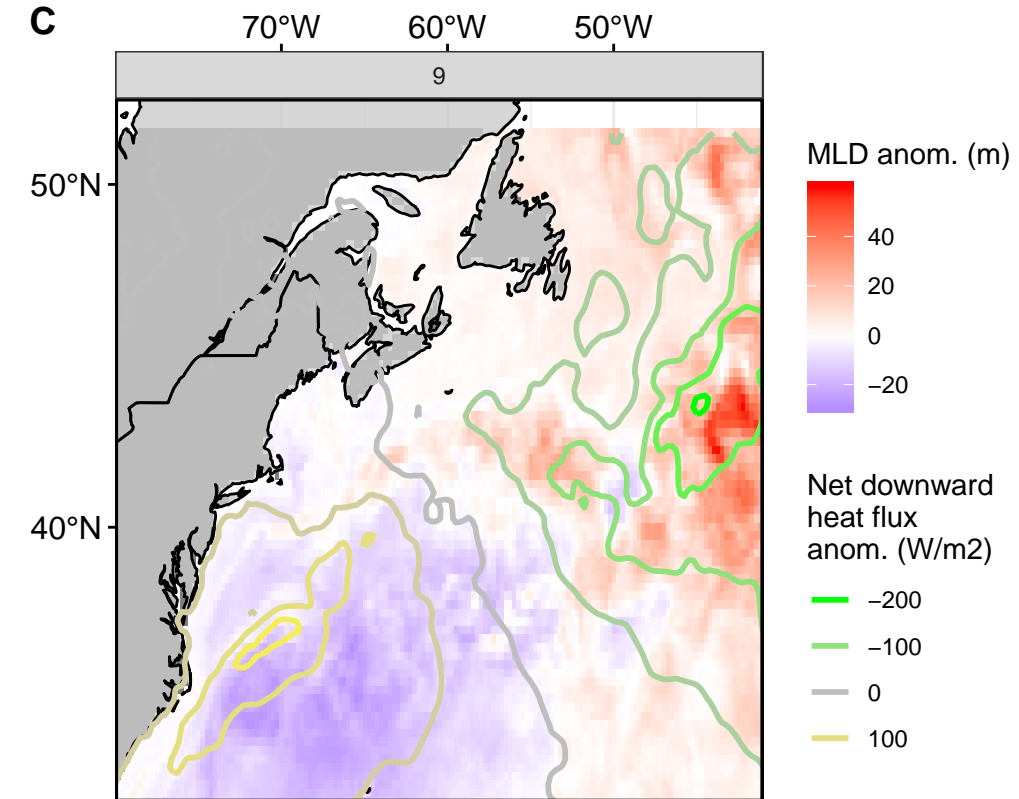 C
70°W 60°W 50°W
9
50°N
40°N
MLD anom. (m)
40
20
0
−20
Net downward
heat flux
anom. (W/m2)
−200
−100
0
100